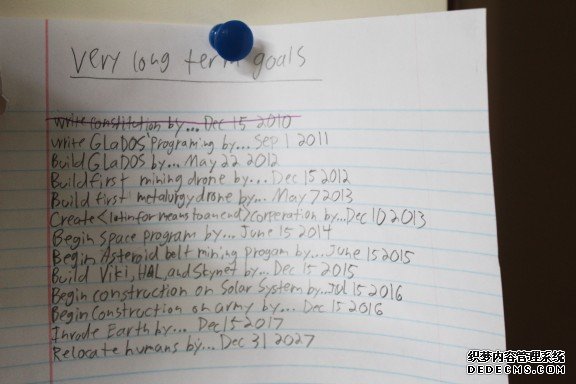 Very long term goals
Write constitution by... Dec 15 2010
Write GLaDOS programing by... Sep 1 2011
Build GLaDOS by... May 22 2012
Build first mining drone by... Dec 15 2012
Build first metalurgy drone by... May 7 2013
Create <latin for means to an end> corperation by... Dec 10 2013
Begin space program by... June 15 2014
Begin Asteroid belt mining progam by... June 15 2015
Build Viki, HAL, and Skynet by... Dec 15 2015
Begin construction on Solar System by... Jul 15 2016
Begin Construction on army by... Dec 15 2016
Invade Earth by... Dec 15 2017
Relocate humans by... Dec 31 2027
织梦内容管理系统
DEDECMS.COM